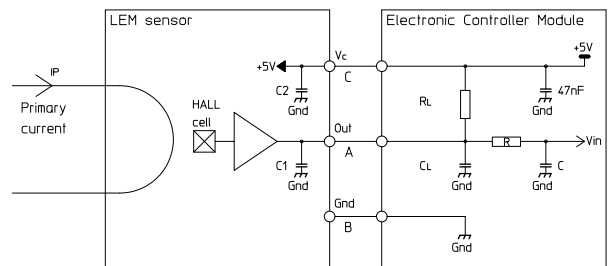 LEM sensor
Electronic Controller Module
IP
Primary
current
HALL
cell
+5V
C2
Gnd
Vc
C
+5V
47nF
Gnd
RL
Out
A
C1
Gnd
R
Vin
CL
Gnd
C
Gnd
Gnd
B
Gnd